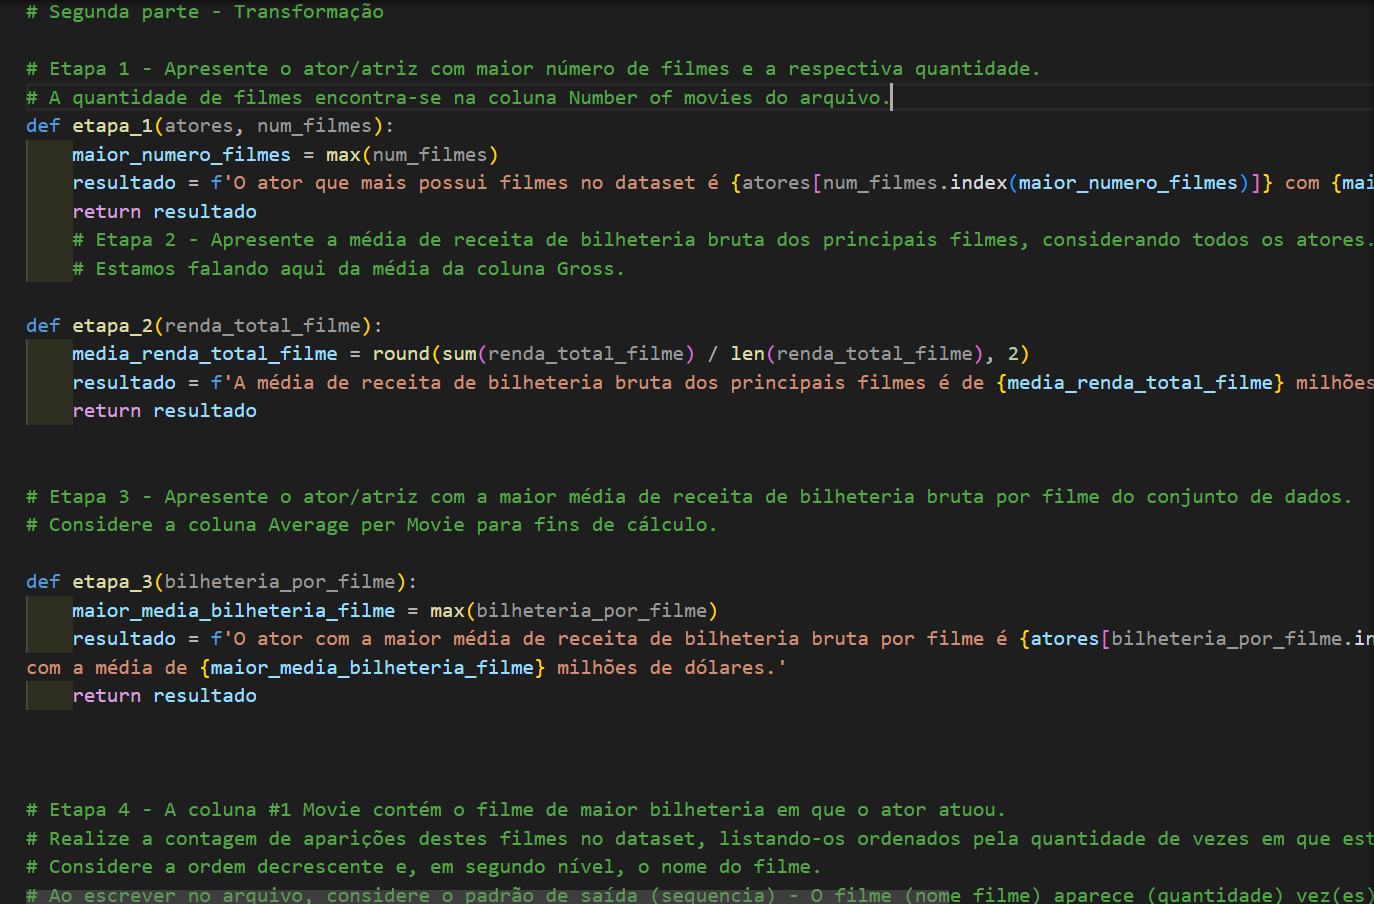 # Segunda parte - Transformação
# Etapa 1 - Apresente o ator/atriz com maior número de filmes e a respectiva quantidade.
# A quantidade de filmes encontra-se na coluna Number of movies do arquivo.
def etapa_1(atores, num_filmes):
    maior_numero_filmes = max(num_filmes)
    resultado = f'O ator que mais possui filmes no dataset é {atores[num_filmes.index(maior_numero_filmes)]} com {mai
    return resultado
    # Etapa 2 - Apresente a média de receita de bilheteria bruta dos principais filmes, considerando todos os atores.
    # Estamos falando aqui da média da coluna Gross.
def etapa_2(renda_total_filme):
    media_renda_total_filme = round(sum(renda_total_filme) / len(renda_total_filme), 2)
    resultado = f'A média de receita de bilheteria bruta dos principais filmes é de {media_renda_total_filme} milhões
    return resultado
# Etapa 3 - Apresente o ator/atriz com a maior média de receita de bilheteria bruta por filme do conjunto de dados.
# Considere a coluna Average per Movie para fins de cálculo.
def etapa_3(bilheteria_por_filme):
    maior_media_bilheteria_filme = max(bilheteria_por_filme)
    resultado = f'O ator com a maior média de receita de bilheteria bruta por filme é {atores[bilheteria_por_filme.in
com a média de {maior_media_bilheteria_filme} milhões de dólares.'
    return resultado
# Etapa 4 - A coluna #1 Movie contém o filme de maior bilheteria em que o ator atuou.
# Realize a contagem de aparições destes filmes no dataset, listando-os ordenados pela quantidade de vezes em que est
# Considere a ordem decrescente e, em segundo nível, o nome do filme.
# Ao escrever no arquivo, considere o padrão de saída (sequencia) - O filme (nome filme) aparece (quantidade) vez(es)